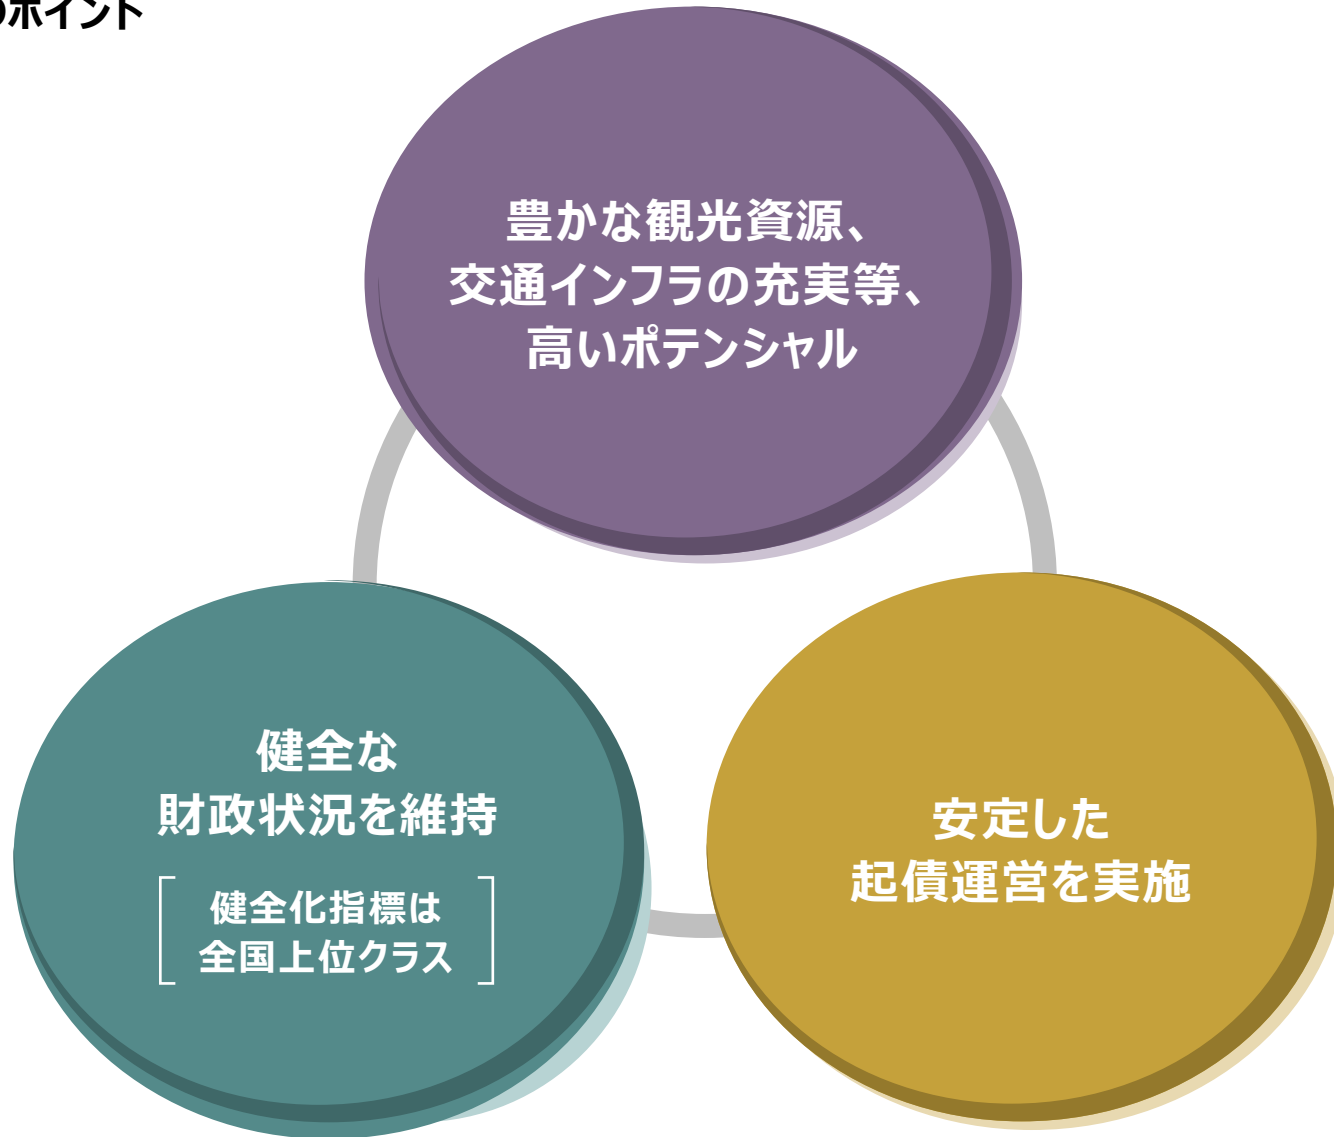 のポイント
豊かな観光資源、
交通インフラの充実等、
高いポテンシャル
健全な
財政状況を維持
健全化指標は
全国上位クラス
安定した
起債運営を実施